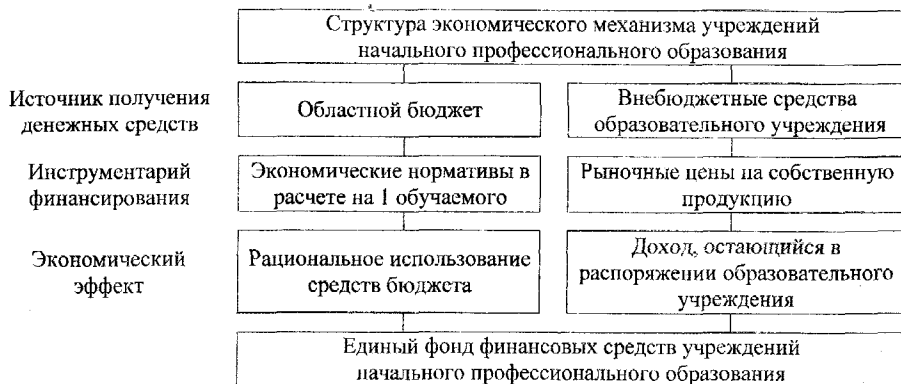 Структура экономического механизма учреждений
начального профессионального образования
Источник получения
денежных средств
Областной бюджет
Внебюджетные средства
образовательного учреждения
Инструментарий
финансирования
Экономические нормативы в
расчете на 1 обучаемого
Рыночные цены на собственную
продукцию
Экономический
эффект
Рациональное использование
средств бюджета
Доход, остающийся в
распоряжении образовательного
учреждения
Единый фонд финансовых средств учреждений
начального профессионального образования